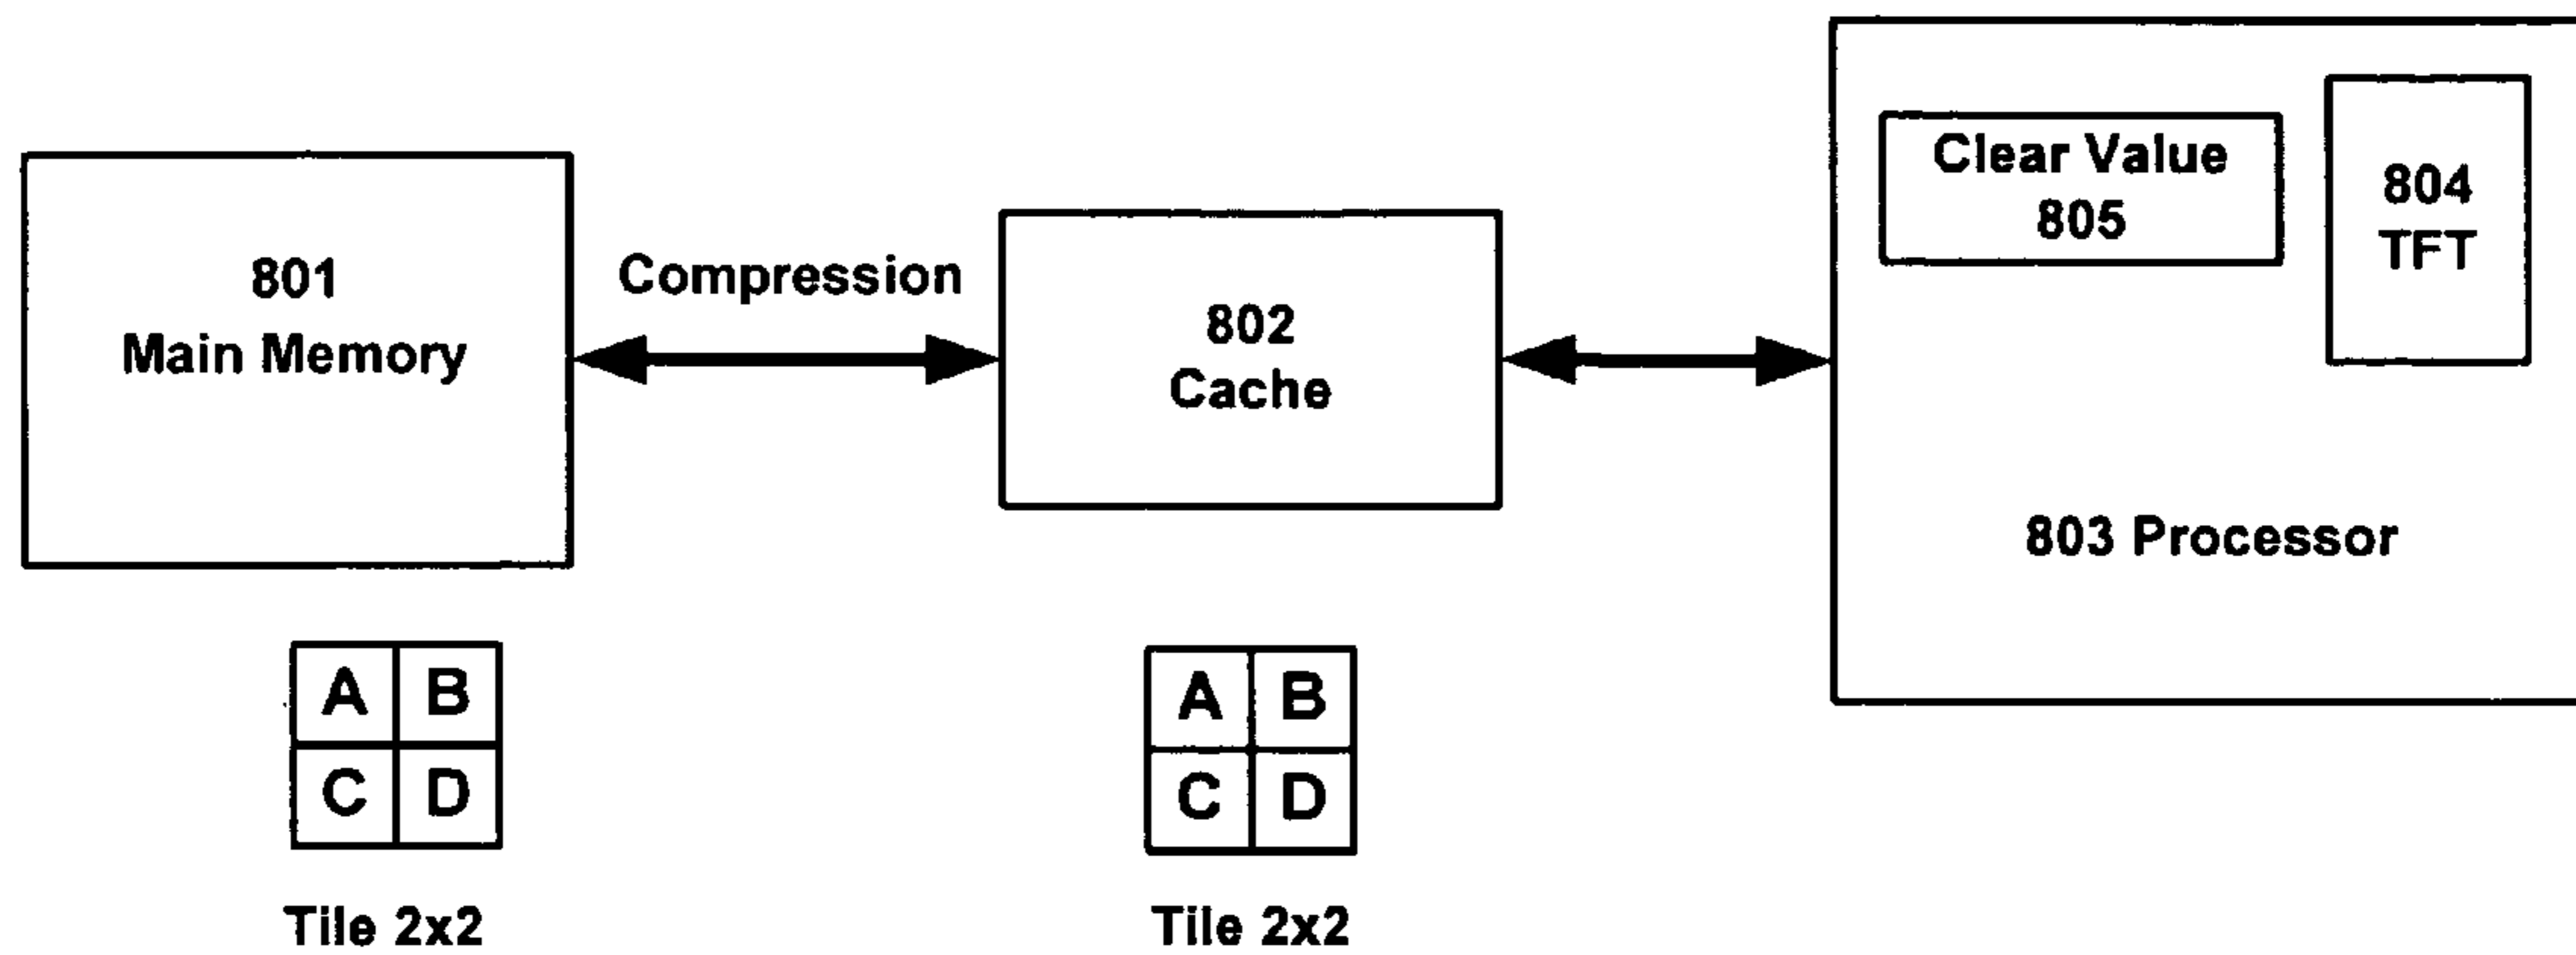 801
Main Memory
Compression
802
Cache
Clear Value
805
804
TFT
803 Processor
A B
C D
Tile 2x2
A B
C D
Tile 2x2